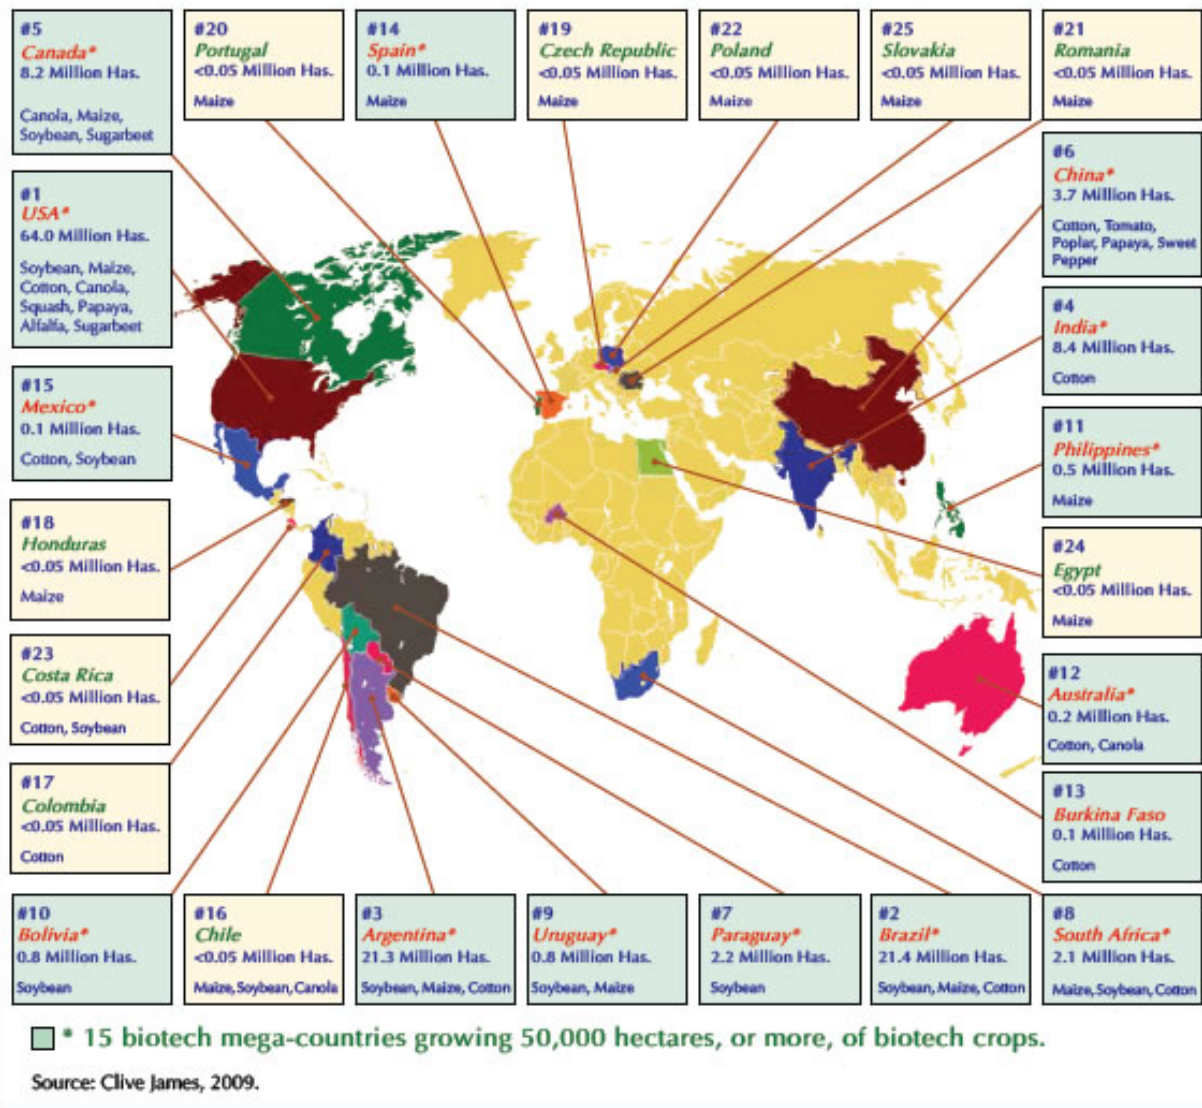 #5
Canada*
8.2 Million Has.
Canola, Maize,
Soybean, Sugarbeet
#20
Portugal
<0.05 Million Has.
Maize
#14
Spain*
0.1 Million Has.
Maize
#19
Czech Republic
<0.05 Million Has.
Maize
#22
Poland
<0.05 Million Has.
Maize
#25
Slovakia
<0.05 Million Has.
Maize
#21
Romania
<0.05 Million Has.
Maize
#1
USA*
64.0 Million Has.
Soybean, Maize,
Cotton, Canola,
Squash, Papaya,
Alfalfa, Sugarbeet
#6
China*
3.7 Million Has.
Cotton, Tomato,
Poplar, Papaya, Sweet
Pepper
#4
India*
8.4 Million Has.
Cotton
#15
Mexico*
0.1 Million Has.
Cotton, Soybean
#11
Philippines*
0.5 Million Has.
Maize
#18
Honduras
<0.05 Million Has.
Maize
#24
Egypt
<0.05 Million Has.
Maize
#23
Costa Rica
<0.05 Million Has.
Cotton, Soybean
#12
Australia*
0.2 Million Has.
Cotton, Canola
#17
Colombia
<0.05 Million Has.
Cotton
#13
Burkina Faso
0.1 Million Has.
Cotton
#10
Bolivia*
0.8 Million Has.
Soybean
#16
Chile
<0.05 Million Has.
Maize, Soybean, Canola
#3
Argentina*
21.3 Million Has.
Soybean, Maize, Cotton
#9
Uruguay*
0.8 Million Has.
Soybean, Maize
#7
Paraguay*
2.2 Million Has.
Soybean
#2
Brazil*
21.4 Million Has.
Soybean, Maize, Cotton
#8
South Africa*
2.1 Million Has.
Maize, Soybean, Cotton
* 15 biotech mega-countries growing 50,000 hectares, or more, of biotech crops.
Source: Clive James, 2009.